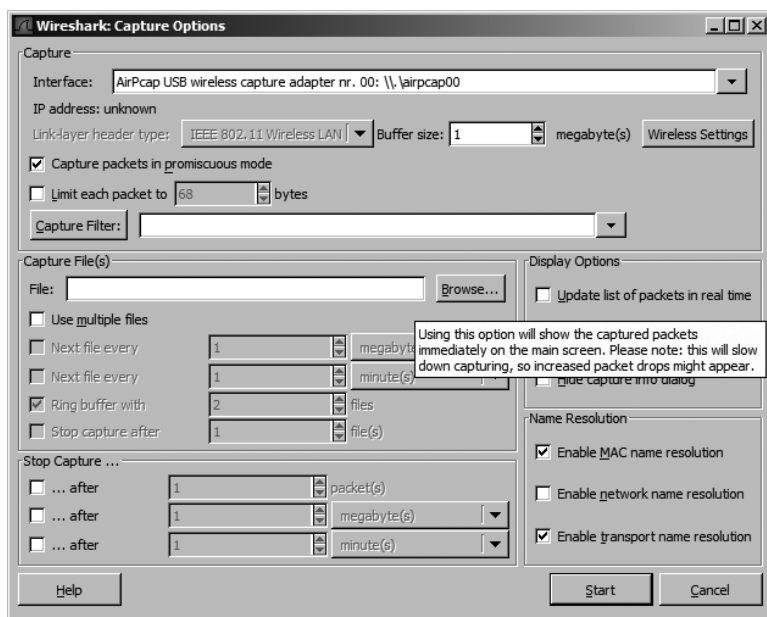 Wireshark: Capture Options
Capture
Interface: AirPcap USB wireless capture adapter nr. 00: \\.\airpcap00
IP address: unknown
Link-layer header type: IEEE 802.11 Wireless LAN Buffer size: 1 megabyte(s) Wireless Settings
Capture packets in promiscuous mode
Limit each packet to 68 bytes
Capture Filter:
Capture File(s)
File: Browse...
Use multiple files
Next file every 1 megabyte
Next file every 1 minute(s)
Ring buffer with 2 files
Stop capture after 1 file(s)
Stop Capture ...
... after 1 packet(s)
... after 1 megabyte(s)
... after 1 minute(s)
Display Options
Update list of packets in real time
Using this option will show the captured packets
immediately on the main screen. Please note: this will slow
down capturing, so increased packet drops might appear.
Hide capture info dialog
Name Resolution
Enable MAC name resolution
Enable network name resolution
Enable transport name resolution
Help
Start
Cancel